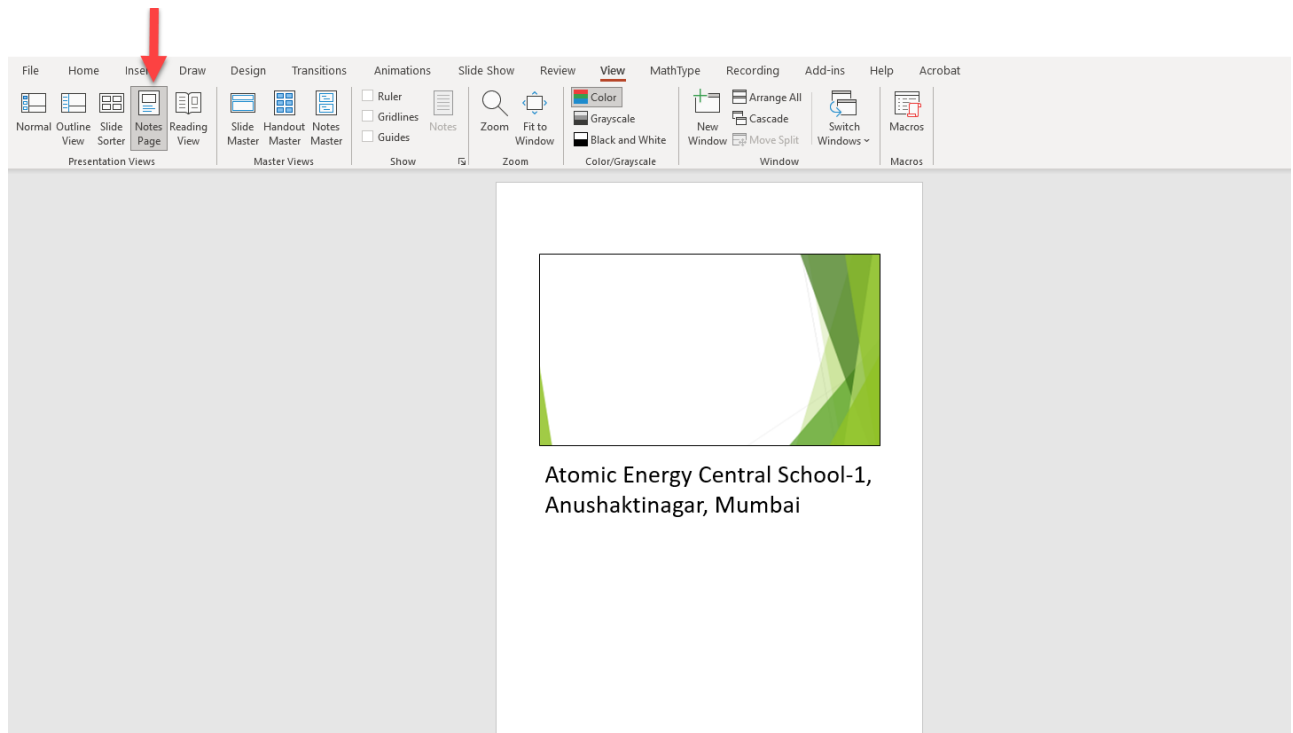 File Home Insert Draw Design Transitions Animations Slide Show Review View MathType Recording Add-ins Help Acrobat
Normal Outline View Slide Sorter Notes Page Reading View
Presentation Views
Slide Master Handout Master Notes Master
Master Views
Ruler
Gridlines
Guides
Notes
Show
Zoom Fit to Window
Zoom
Color
Grayscale
Black and White
Color/Grayscale
New Window
Arrange All
Cascade
Move Split
Switch Windows
Window
Macros
Macros
Atomic Energy Central School-1,
Anushaktinagar, Mumbai